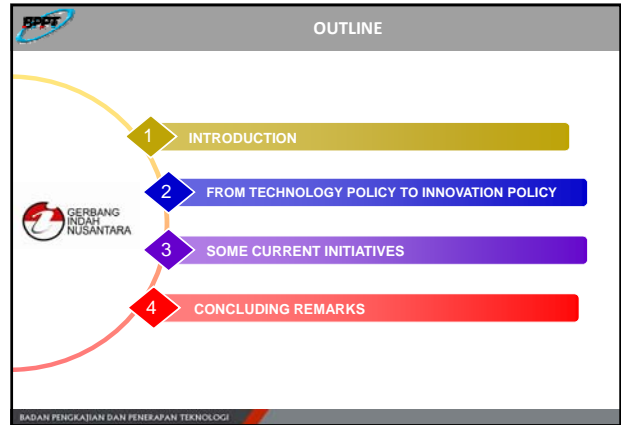 BPPT
OUTLINE
1 INTRODUCTION
2 FROM TECHNOLOGY POLICY TO INNOVATION POLICY
GERBANG
INDAH
NUSANTARA
3 SOME CURRENT INITIATIVES
4 CONCLUDING REMARKS
BADAN PENGKAJIAN DAN PENERAPAN TEKNOLOGI